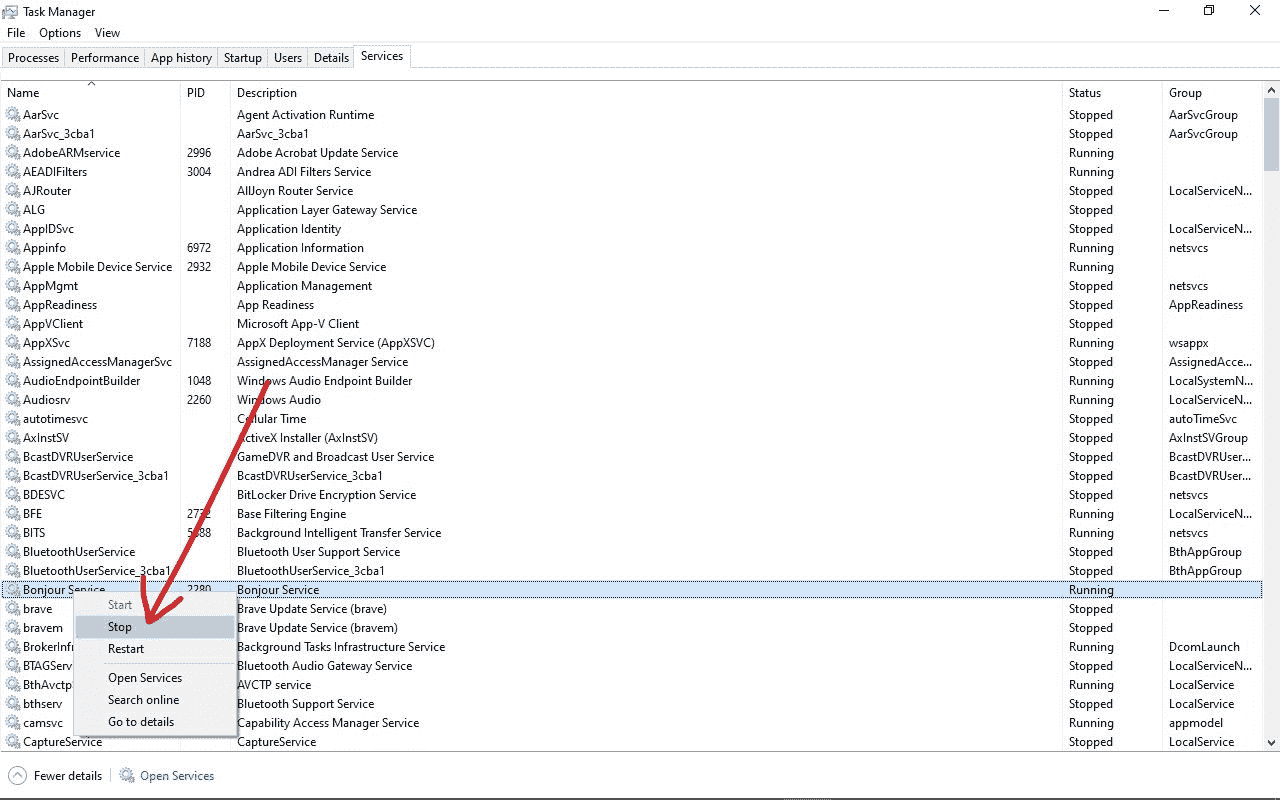 Task Manager
File Options View
Processes Performance App history Startup Users Details Services
Name PID Description Status Group
AarSvc Agent Activation Runtime Stopped AarSvcGroup
AarSvc_3cba1 AarSvc_3cba1 Stopped AarSvcGroup
AdobeARMservice 2996 Adobe Acrobat Update Service Running
AEADIFilters 3004 Andrea ADI Filters Service Running
AJRouter AllJoyn Router Service Stopped LocalServiceN...
ALG Application Layer Gateway Service Stopped
AppIDSvc Application Identity Stopped LocalServiceN...
Appinfo 6972 Application Information Running netsvcs
Apple Mobile Device Service 2932 Apple Mobile Device Service Running
AppMgmt Application Management Stopped netsvcs
AppReadiness App Readiness Stopped AppReadiness
AppVClient Microsoft App-V Client Stopped
AppXSvc 7188 AppX Deployment Service (AppXSVC) Running wsappx
AssignedAccessManagerSvc AssignedAccessManager Service Stopped AssignedAcce...
AudioEndpointBuilder 1048 Windows Audio Endpoint Builder Running LocalSystemN...
Audiosrv 2260 Windows Audio Running LocalServiceN...
autotimesvc Cellular Time Stopped autoTimeSvc
AxInstSV ActiveX Installer (AxInstSV) Stopped AxInstSVGroup
BcastDVRUserService GameDVR and Broadcast User Service Stopped BcastDVRUser...
BcastDVRUserService_3cba1 BcastDVRUserService_3cba1 Stopped BcastDVRUser...
BDESVC BitLocker Drive Encryption Service Stopped netsvcs
BFE Base Filtering Engine Running LocalServiceN...
BITS Background Intelligent Transfer Service Running netsvcs
BluetoothUserService Bluetooth User Support Service Stopped BthAppGroup
BluetoothUserService_3cba1 BluetoothUserService_3cba1 Stopped BthAppGroup
Bonjour Service 2280 Bonjour Service Running
brave Brave Update Service (brave) Stopped
bravem Brave Update Service (bravem) Stopped
BrokerInfr Background Tasks Infrastructure Service Running DcomLaunch
BTAGServ Bluetooth Audio Gateway Service Stopped LocalServiceN...
BthAvctp AVCTP service Running LocalService
bthserv Bluetooth Support Service Stopped LocalService
camsvc Capability Access Manager Service Running appmodel
CaptureService CaptureService Stopped LocalService
Start
Stop
Restart
Open Services
Search online
Go to details
Fewer details Open Services